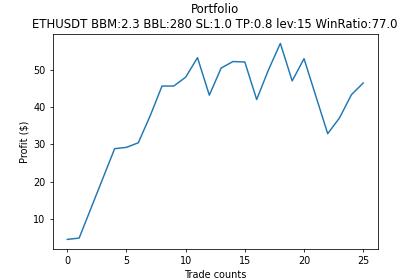 Portfolio
ETHUSDT BBM:2.3 BBL:280 SL:1.0 TP:0.8 lev:15 WinRatio:77.0
50
40
30
20
10
Profit ($)
0 5 10 15 20 25
Trade counts